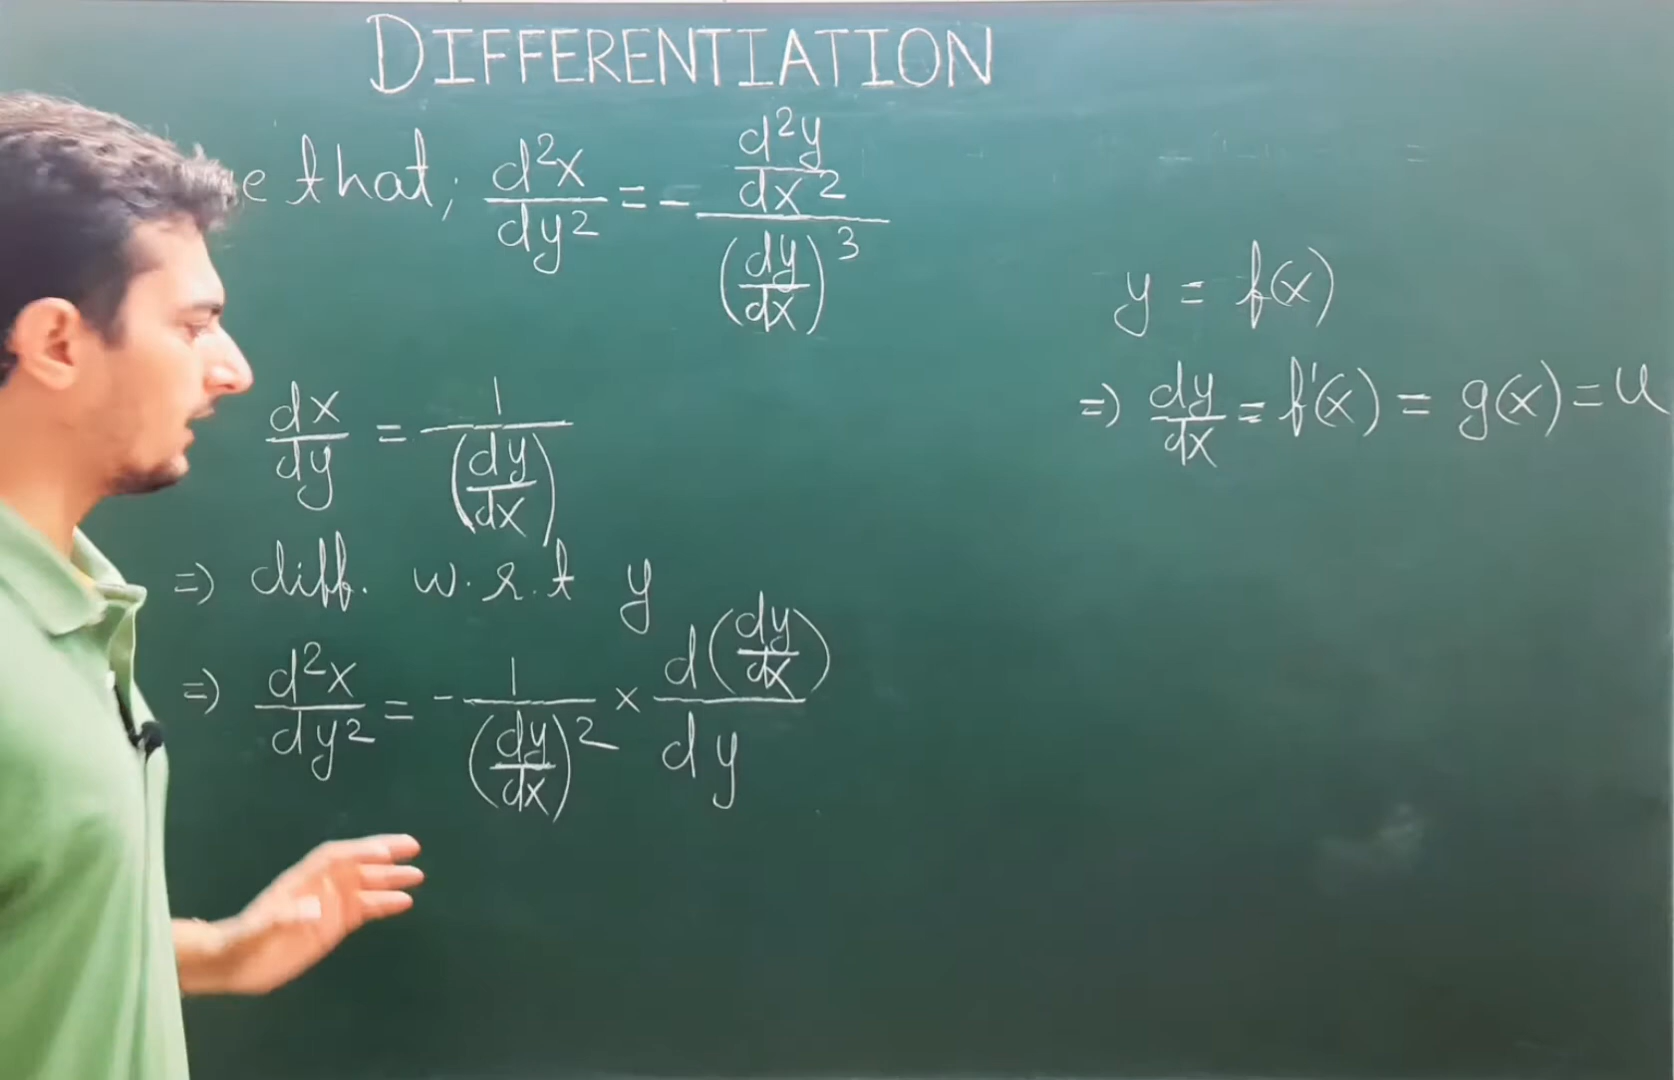 DIFFERENTIATION
e that; d²x/dy² = - (d²y/dx²)/(dy/dx)³
y = f(x)
=> dy/dx = f'(x) = g(x) = u
dx/dy = 1/(dy/dx)
=> diff. w.r.t y
=> d²x/dy² = - 1/(dy/dx)² × d(dy/dx)/dy